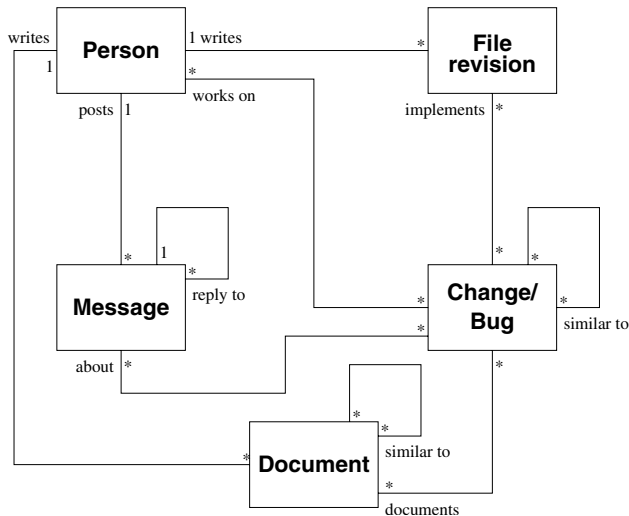 writes
1
Person
1 writes
*
File
revision
*
works on
posts
1
implements
*
*
1
*
reply to
Message
*
*
*
similar to
Change/
Bug
*
*
about
*
*
*
*
similar to
Document
*
*
documents